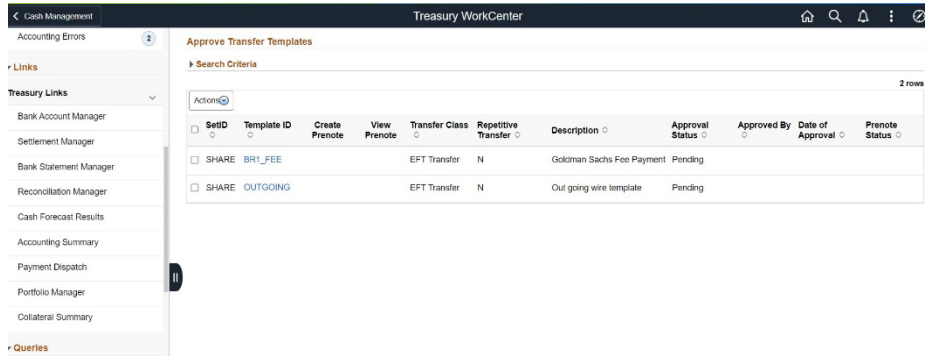 Cash Management
Treasury WorkCenter
Accounting Errors 2
Links
Treasury Links
Bank Account Manager
Settlement Manager
Bank Statement Manager
Reconciliation Manager
Cash Forecast Results
Accounting Summary
Payment Dispatch
Portfolio Manager
Collateral Summary
Queries
Approve Transfer Templates
Search Criteria
2 rows
Actions
SetID Template ID Create Prenote View Prenote Transfer Class Repetitive Transfer Description Approval Status Approved By Date of Approval Prenote Status
SHARE BR1_FEE EFT Transfer N Goldman Sachs Fee Payment Pending
SHARE OUTGOING EFT Transfer N Out going wire template Pending